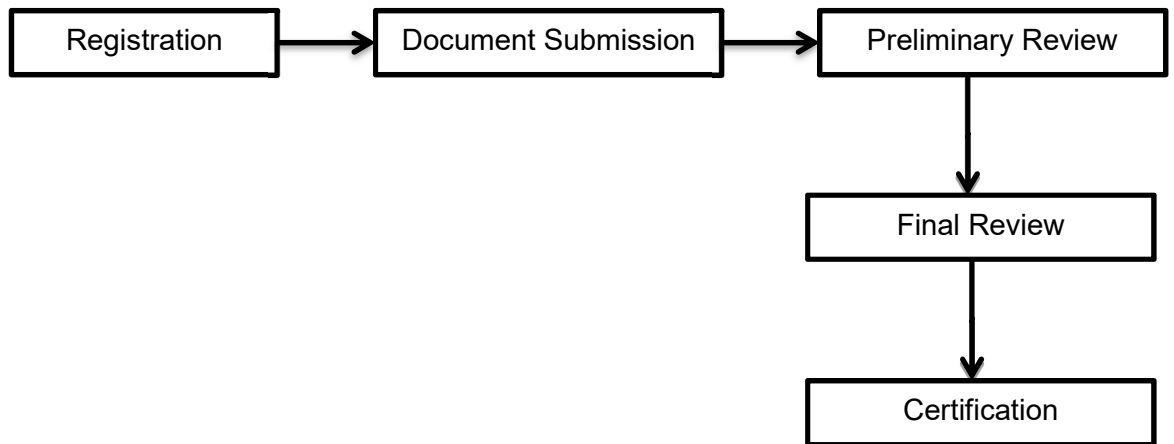 Registration
Document Submission
Preliminary Review
Final Review
Certification